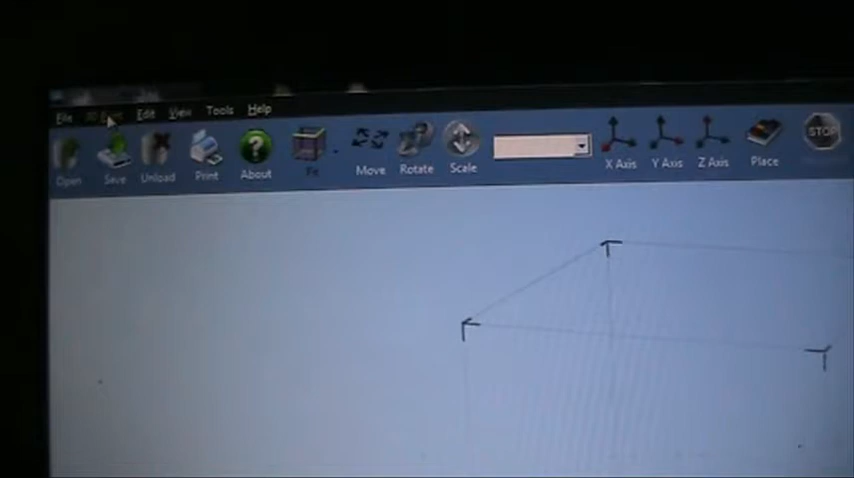 File Edit View Tools Help
Open Save Unload Print About Fit Move Rotate Scale X Axis Y Axis Z Axis Place STOP